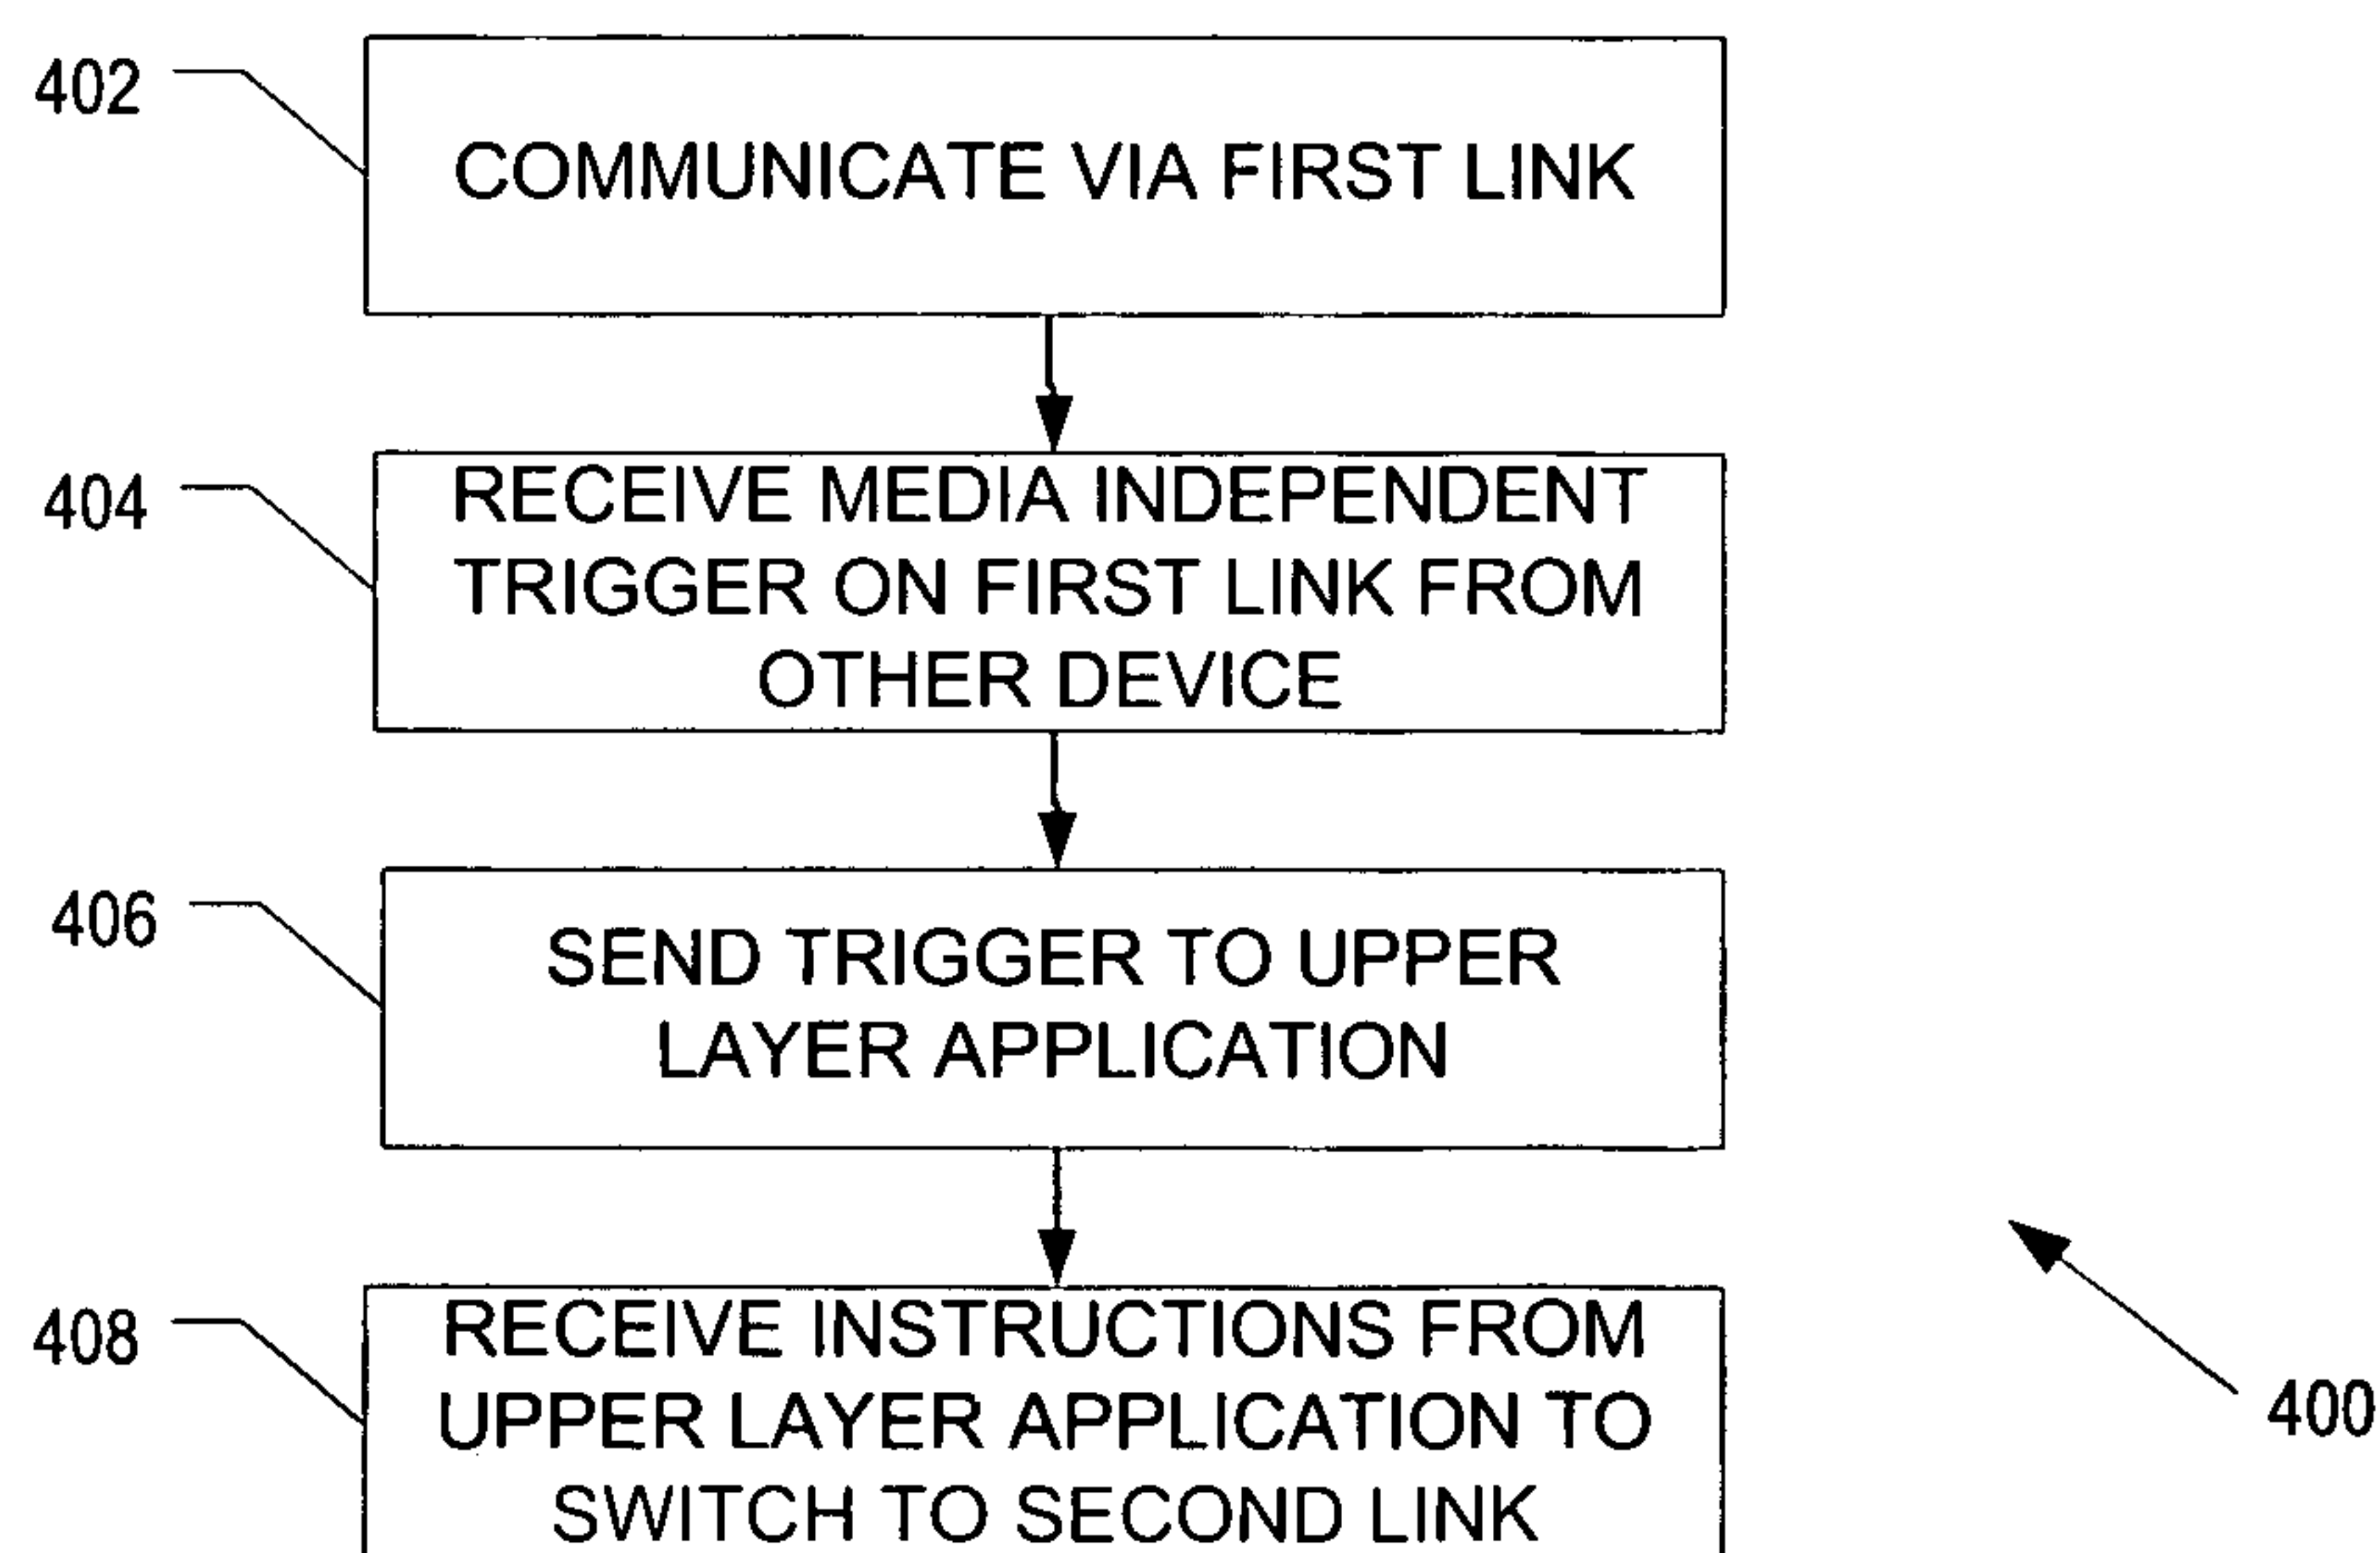 402
COMMUNICATE VIA FIRST LINK
404
RECEIVE MEDIA INDEPENDENT
TRIGGER ON FIRST LINK FROM
OTHER DEVICE
406
SEND TRIGGER TO UPPER
LAYER APPLICATION
408
RECEIVE INSTRUCTIONS FROM
UPPER LAYER APPLICATION TO
SWITCH TO SECOND LINK
400